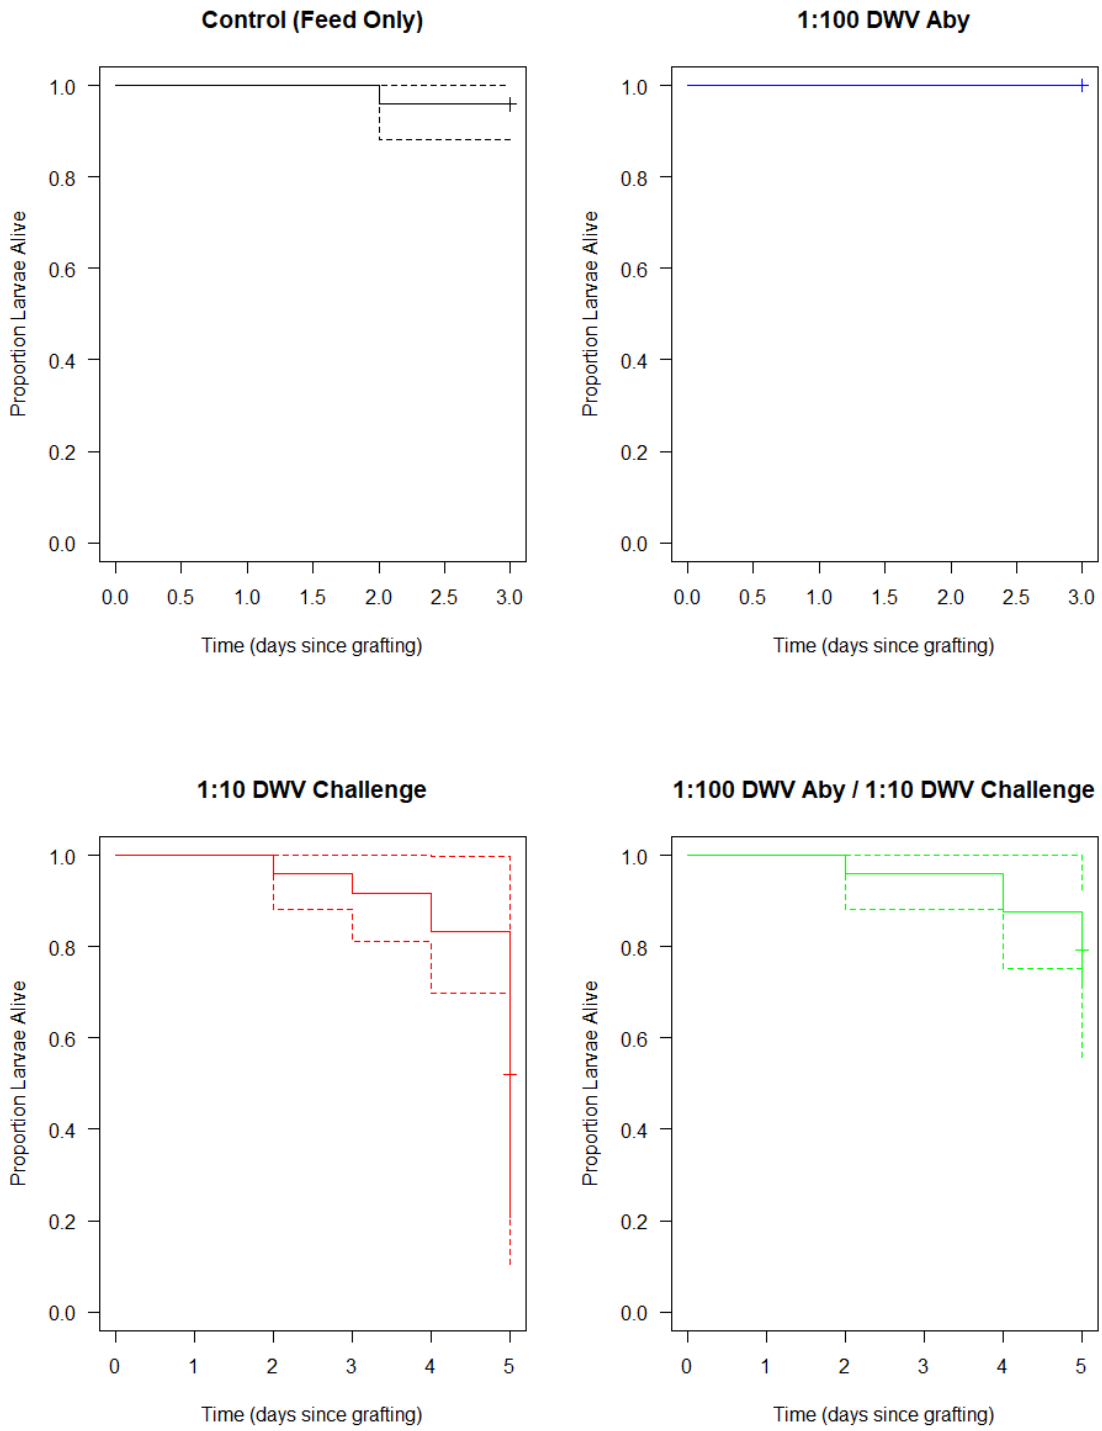 Control (Feed Only)
1.0
0.8
0.6
0.4
0.2
0.0
Proportion Larvae Alive
0.0 0.5 1.0 1.5 2.0 2.5 3.0
Time (days since grafting)
1:100 DWV Aby
1.0
0.8
0.6
0.4
0.2
0.0
Proportion Larvae Alive
0.0 0.5 1.0 1.5 2.0 2.5 3.0
Time (days since grafting)
1:10 DWV Challenge
1.0
0.8
0.6
0.4
0.2
0.0
Proportion Larvae Alive
0 1 2 3 4 5
Time (days since grafting)
1:100 DWV Aby / 1:10 DWV Challenge
1.0
0.8
0.6
0.4
0.2
0.0
Proportion Larvae Alive
0 1 2 3 4 5
Time (days since grafting)